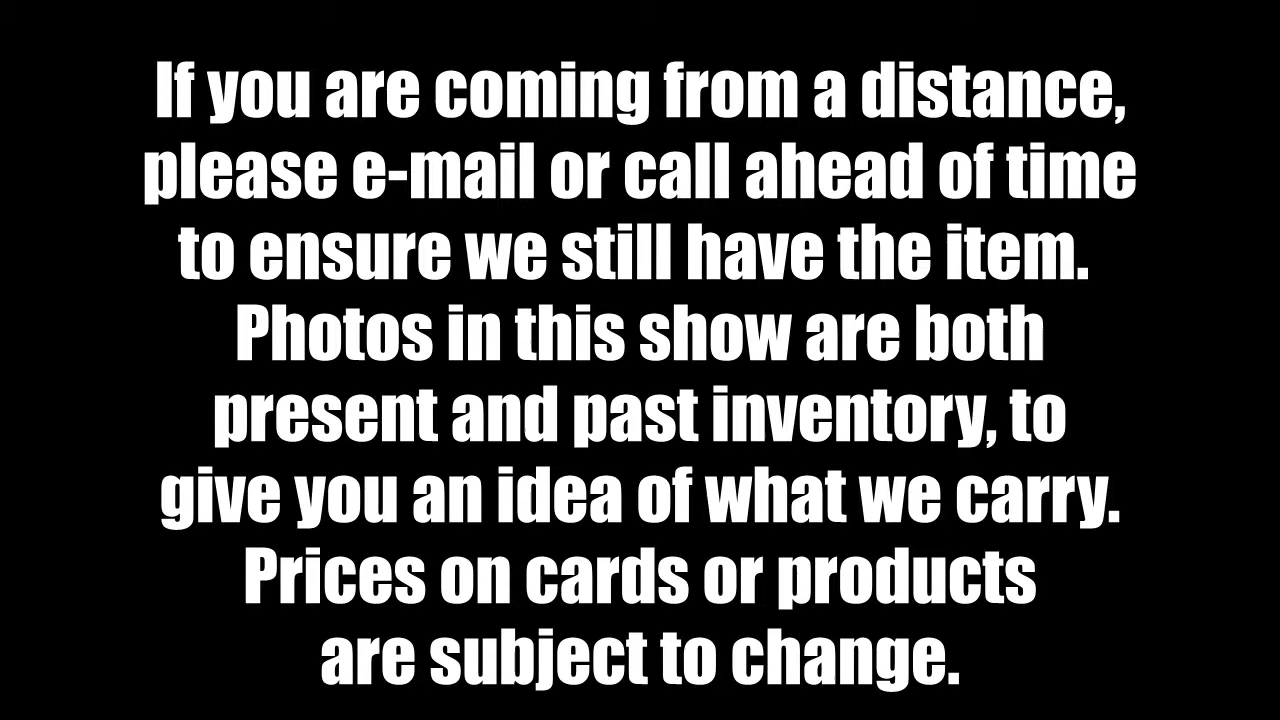 If you are coming from a distance,
please e-mail or call ahead of time
to ensure we still have the item.
Photos in this show are both
present and past inventory, to
give you an idea of what we carry.
Prices on cards or products
are subject to change.